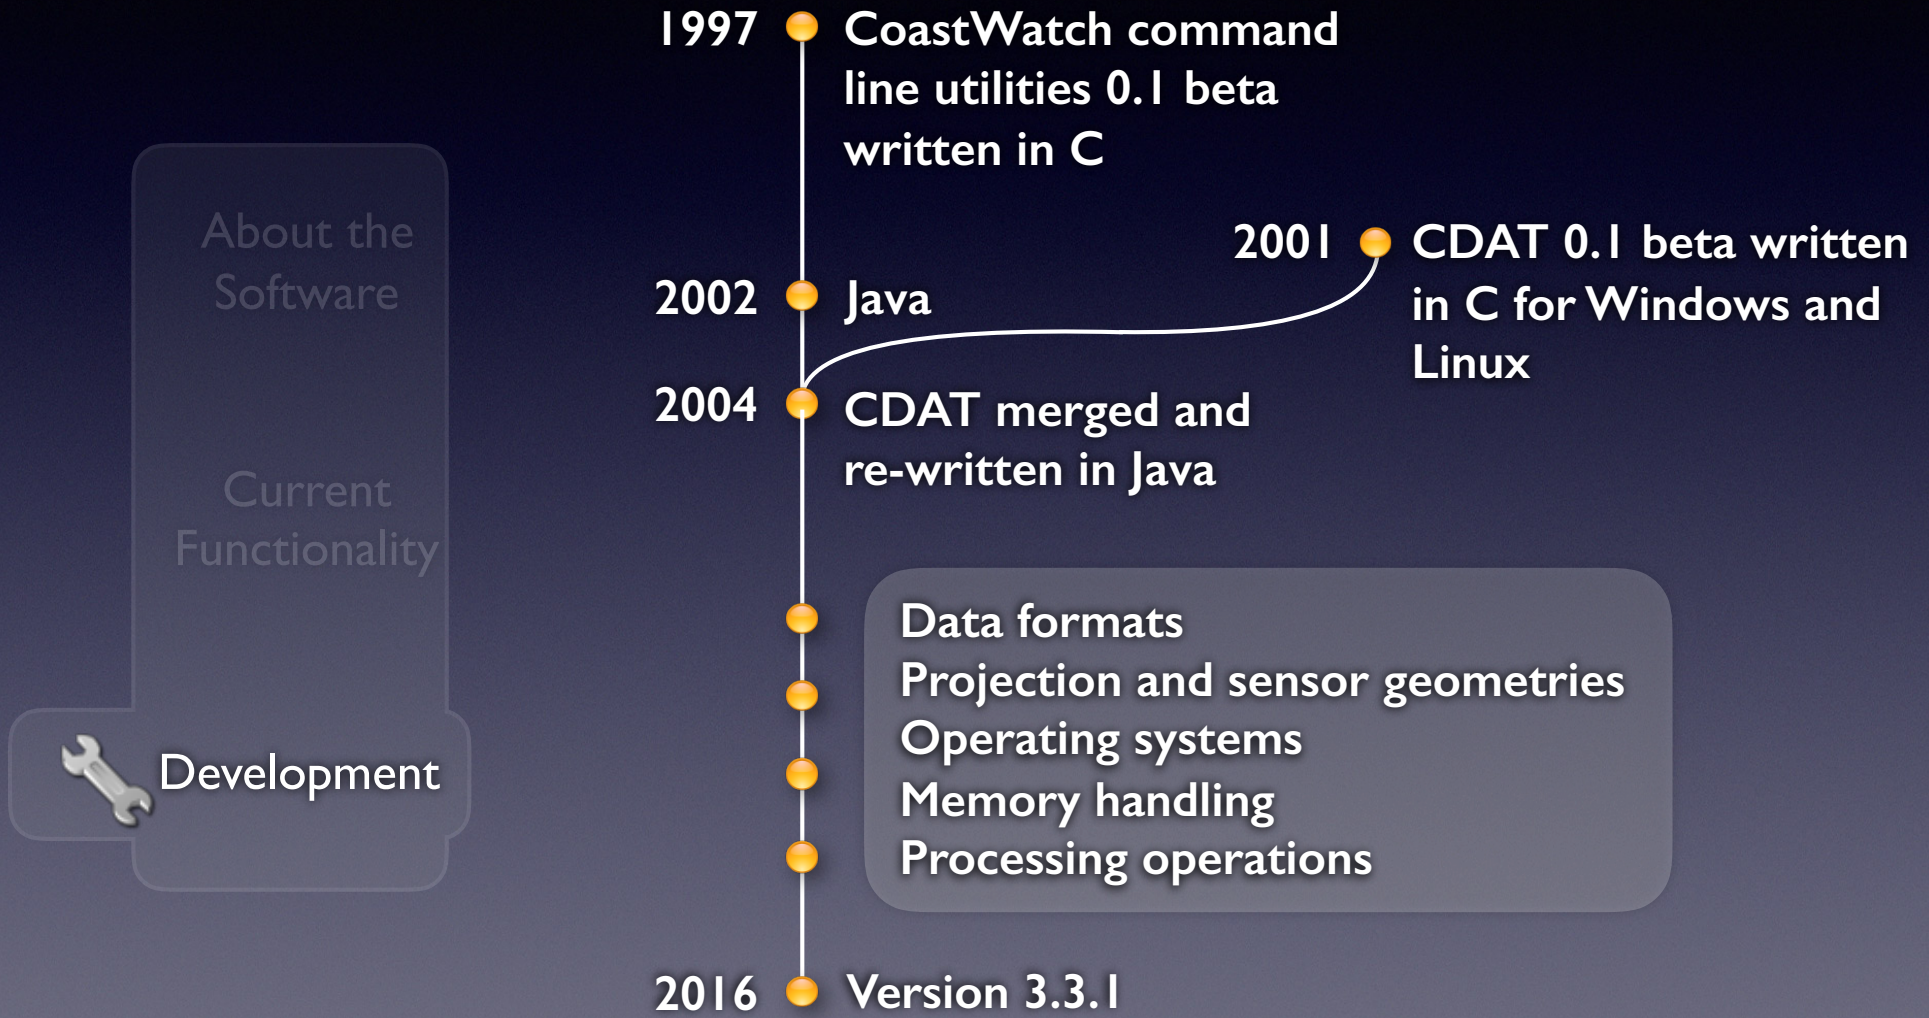 1997
CoastWatch command
line utilities 0.1 beta
written in C
2001
CDAT 0.1 beta written
in C for Windows and
Linux
2002
Java
2004
CDAT merged and
re-written in Java
Data formats
Projection and sensor geometries
Operating systems
Memory handling
Processing operations
2016
Version 3.3.1
About the
Software
Current
Functionality
Development